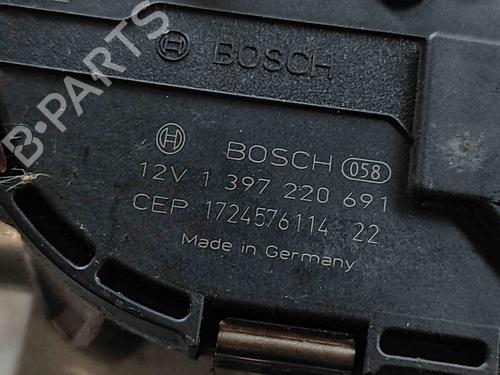 BOSCH
BOSCH 058
12V 1 397 220 691
CEP 1724576114 22
Made in Germany
B-PARTS